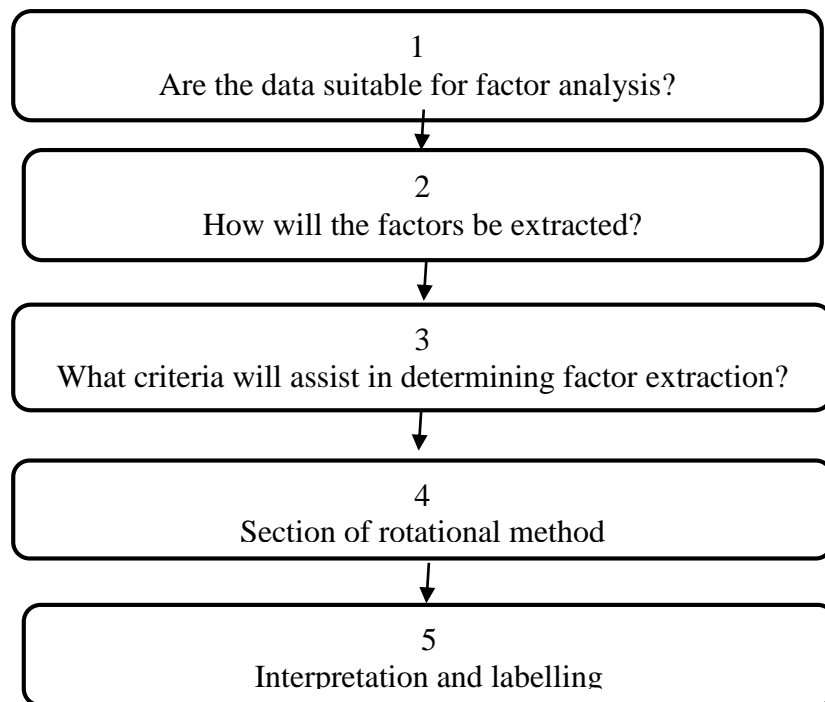 1
Are the data suitable for factor analysis?
2
How will the factors be extracted?
3
What criteria will assist in determining factor extraction?
4
Section of rotational method
5
Interpretation and labelling